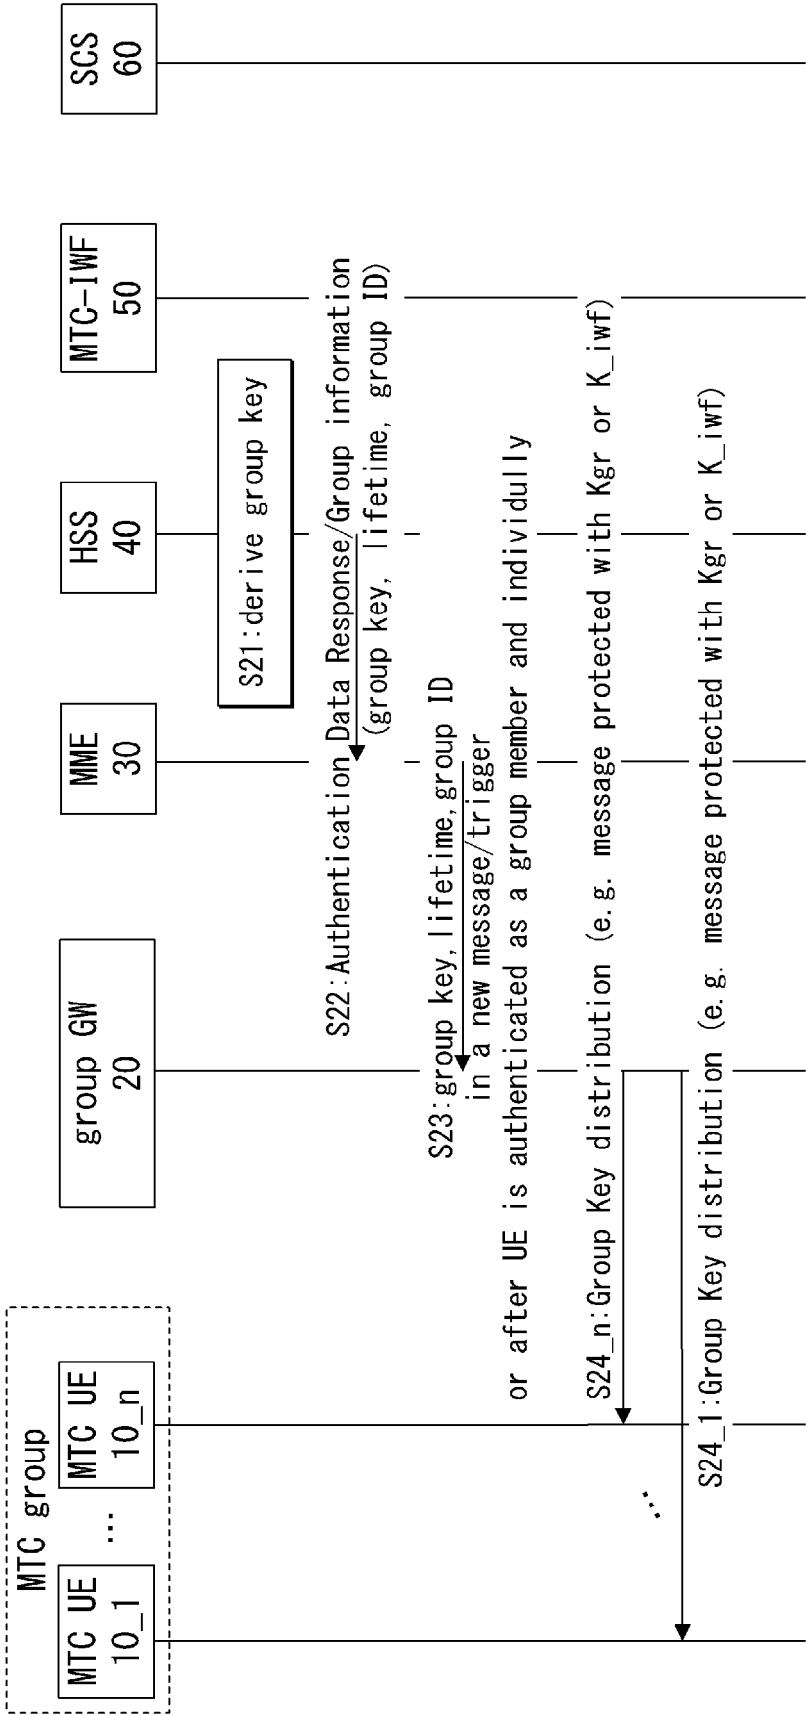 MTC group
MTC UE
10_1
...
MTC UE
10_n
group GW
20
MME
30
HSS
40
MTC-IWF
50
SCS
60
S21:derive group key
S22:Authentication Data Response/Group information
(group key, lifetime, group ID)
S23:group key,lifetime,group ID
in a new message/trigger
or after UE is authenticated as a group member and individully
S24_n:Group Key distribution (e.g. message protected with Kgr or K_iwf)
...
S24_1:Group Key distribution (e.g. message protected with Kgr or K_iwf)